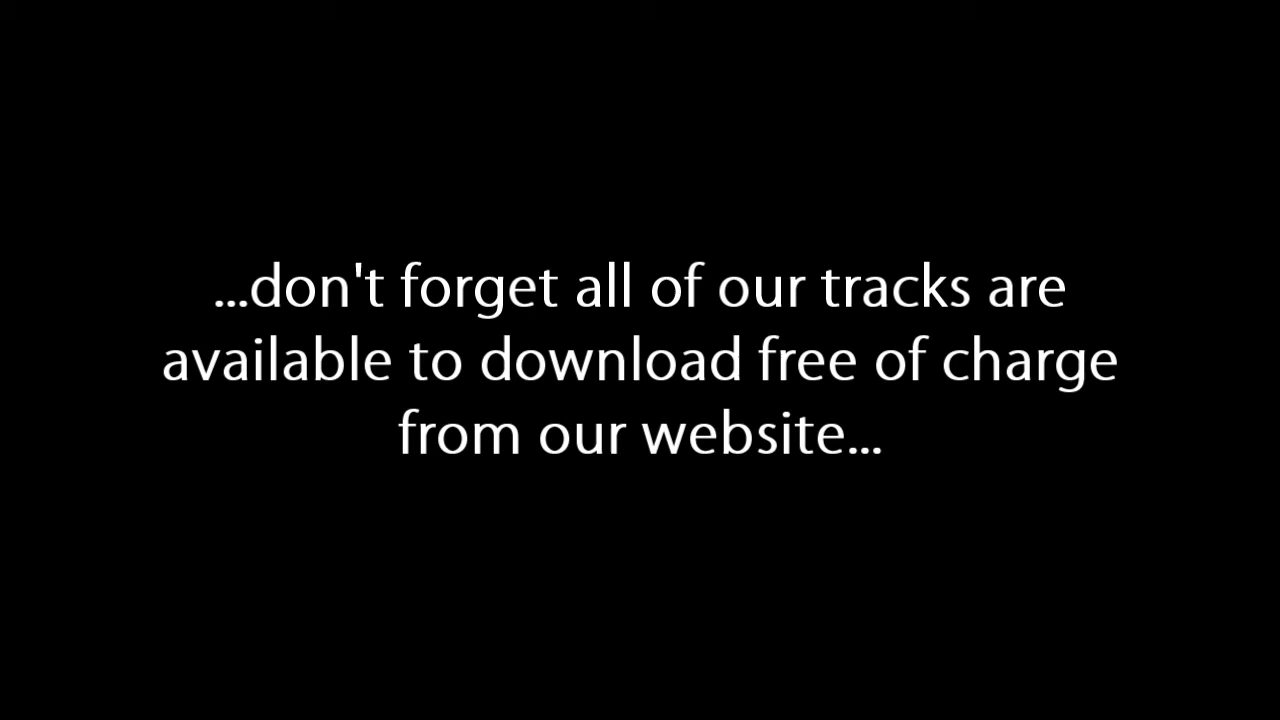 ...don't forget all of our tracks are
available to download free of charge
from our website...